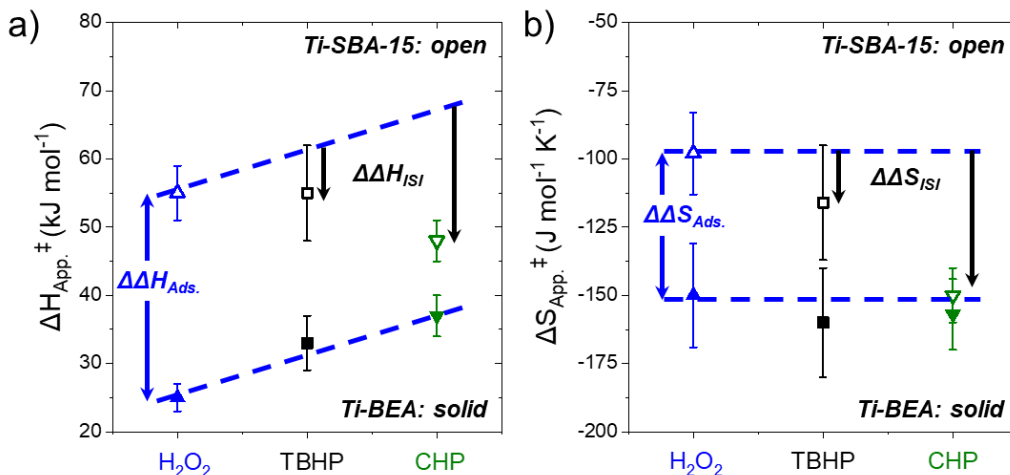 a)
Ti-SBA-15: open
ΔH_App.^‡ (kJ mol⁻¹)
80
70
60
50
40
30
20
ΔΔH_ISI
ΔΔH_Ads.
Ti-BEA: solid
H₂O₂
TBHP
CHP
b)
Ti-SBA-15: open
ΔS_App.^‡ (J mol⁻¹ K⁻¹)
-50
-75
-100
-125
-150
-175
-200
ΔΔS_ISI
ΔΔS_Ads.
Ti-BEA: solid
H₂O₂
TBHP
CHP